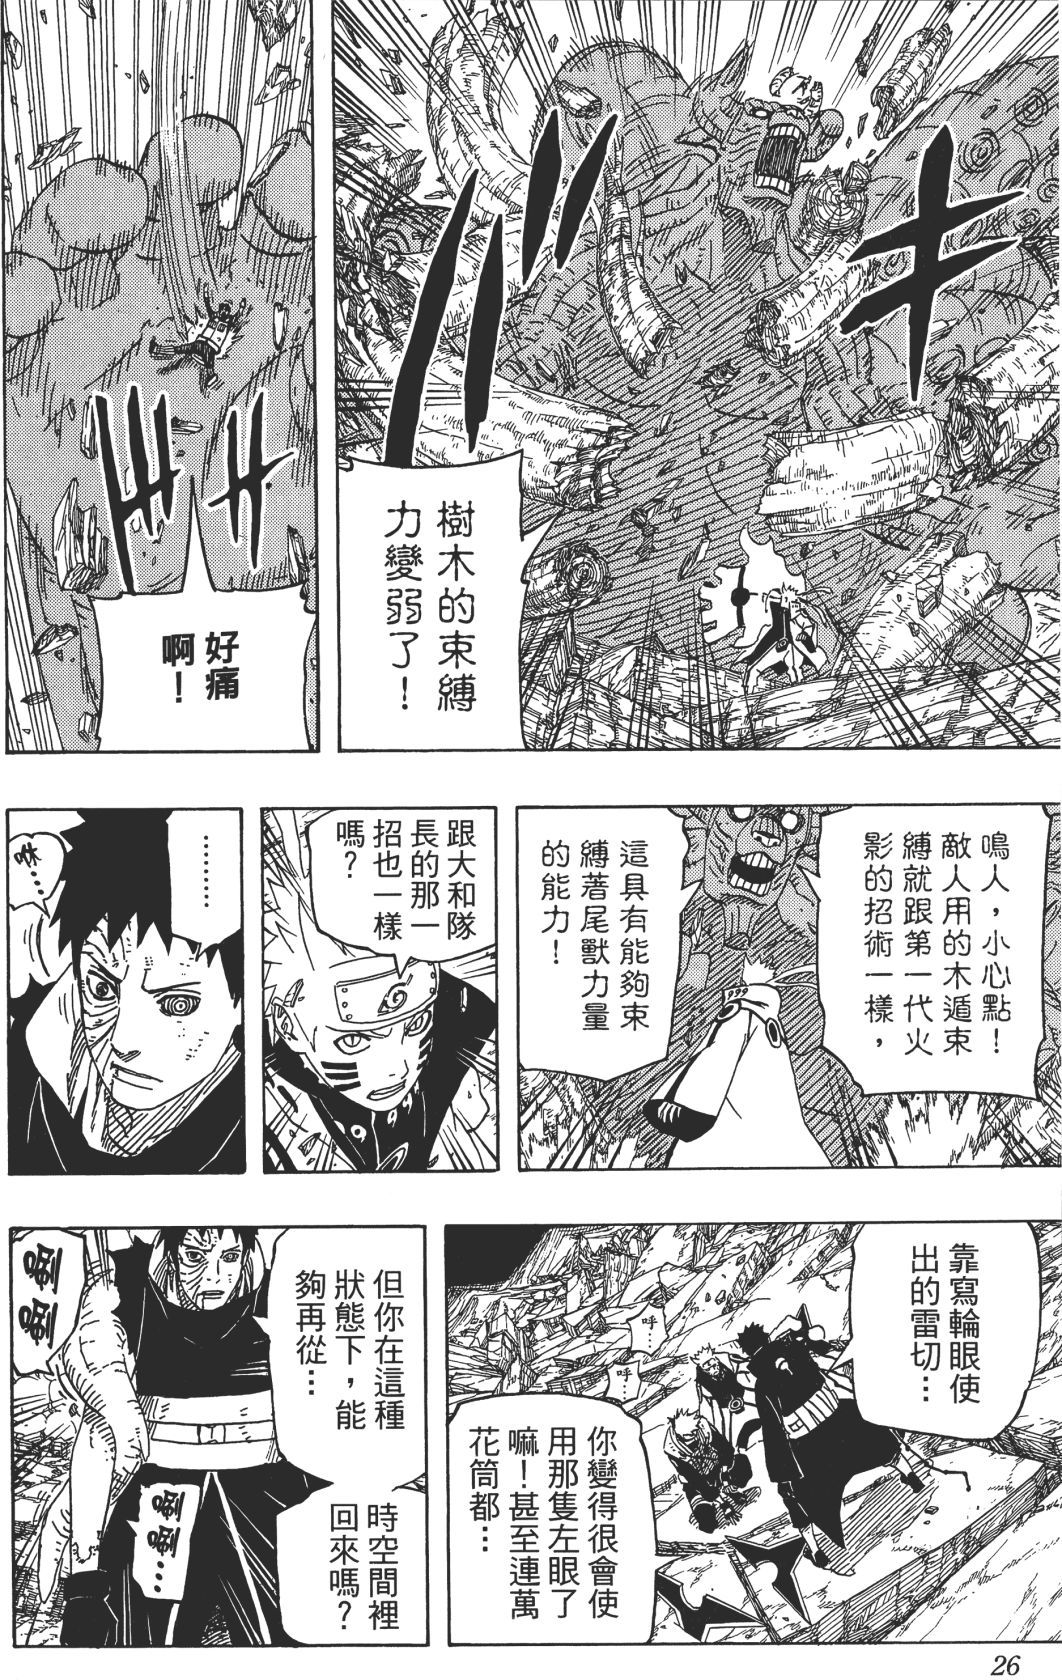 樹木的束縛
力變弱了！
好痛
啊！
鳴人，小心點！
敵人用的木遁束
縛就跟第一代火
影的招術一樣，
這具有能夠束
縛著尾獸力量
的能力！
跟大和隊
長的那一
招也一樣
嗎？
⋯⋯
咻⋯
靠寫輪眼使
出的雷切⋯
呼⋯
呼⋯
你變得很會使
用那隻左眼了
嘛！甚至連萬
花筒都⋯
但你在這種
狀態下，能
夠再從⋯
時空間裡
回來嗎？
26